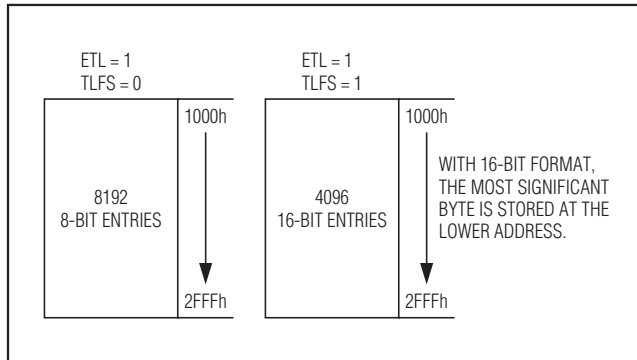 ETL = 1
TLFS = 0
1000h
8192
8-BIT ENTRIES
2FFFh
ETL = 1
TLFS = 1
1000h
4096
16-BIT ENTRIES
2FFFh
WITH 16-BIT FORMAT,
THE MOST SIGNIFICANT
BYTE IS STORED AT THE
LOWER ADDRESS.